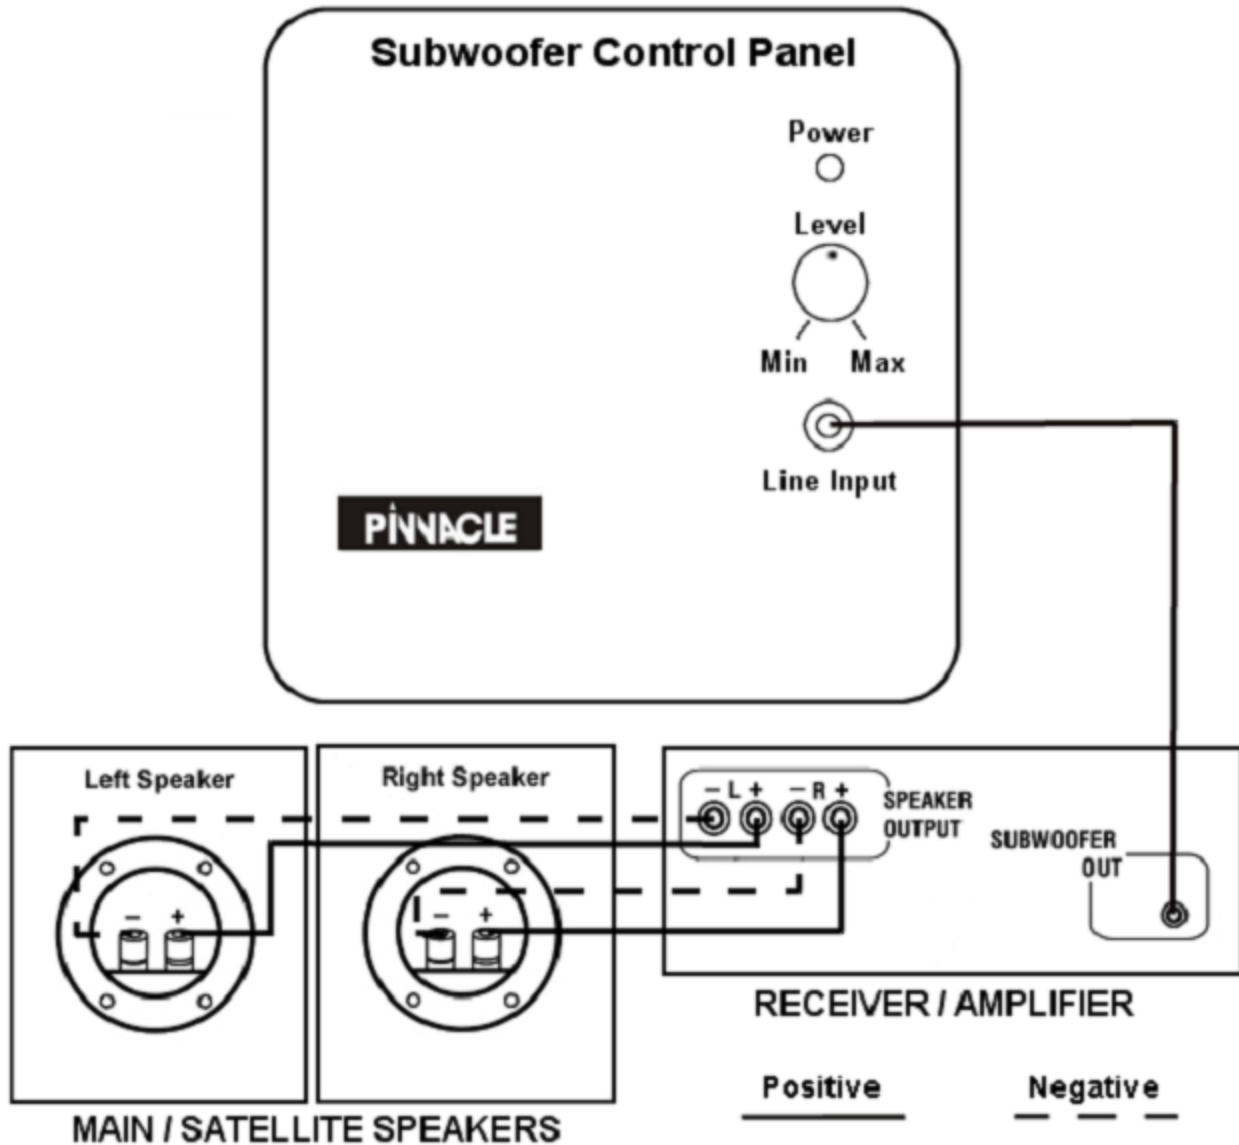 Subwoofer Control Panel
Power
Level
Min Max
Line Input
PINNACLE
Left Speaker
Right Speaker
- L + - R +
SPEAKER
OUTPUT
SUBWOOFER
OUT
- +
- +
RECEIVER / AMPLIFIER
Positive Negative
MAIN / SATELLITE SPEAKERS